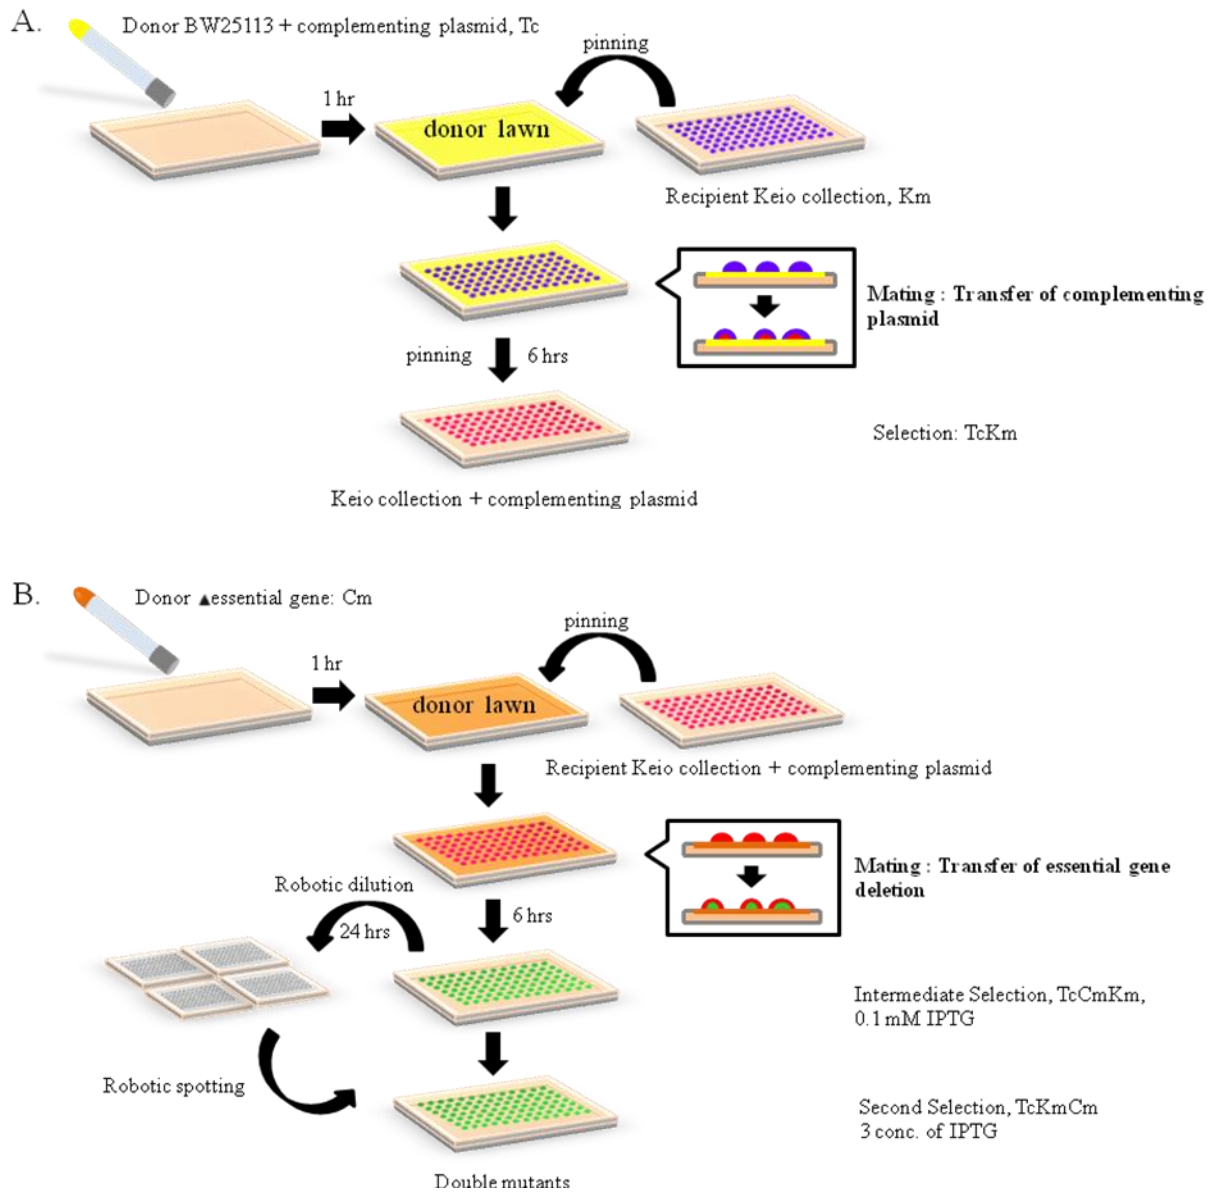 A.
Donor BW25113 + complementing plasmid, Tc
pinning
1 hr
donor lawn
Recipient Keio collection, Km
Mating : Transfer of complementing
plasmid
pinning
6 hrs
Selection: TcKm
Keio collection + complementing plasmid
B.
Donor ▲essential gene: Cm
pinning
1 hr
donor lawn
Recipient Keio collection + complementing plasmid
Mating : Transfer of essential gene
deletion
Robotic dilution
24 hrs
6 hrs
Intermediate Selection, TcCmKm,
0.1 mM IPTG
Robotic spotting
Second Selection, TcKmCm
3 conc. of IPTG
Double mutants